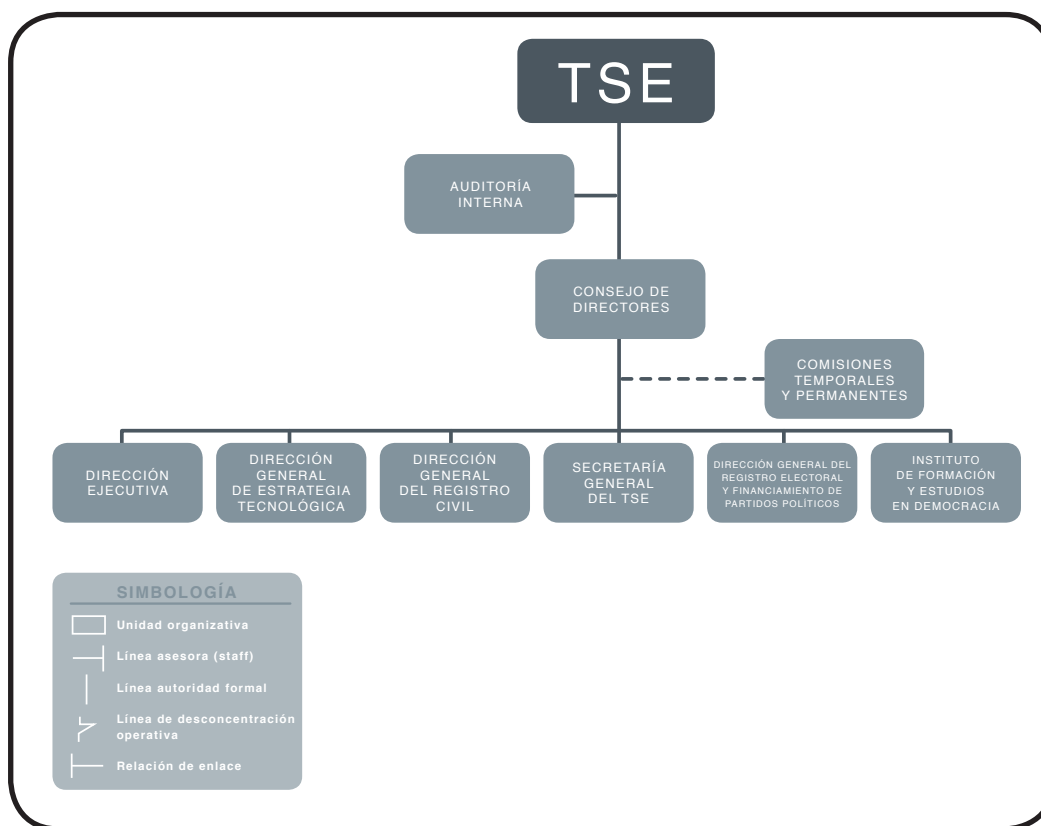 TSE
AUDITORÍA
INTERNA
CONSEJO DE
DIRECTORES
COMISIONES
TEMPORALES
Y PERMANENTES
DIRECCIÓN
EJECUTIVA
DIRECCIÓN
GENERAL
DE ESTRATEGIA
TECNOLÓGICA
DIRECCIÓN
GENERAL
DEL REGISTRO
CIVIL
SECRETARÍA
GENERAL
DEL TSE
DIRECCIÓN GENERAL DEL
REGISTRO ELECTORAL
Y FINANCIAMIENTO DE
PARTIDOS POLÍTICOS
INSTITUTO
DE FORMACIÓN
Y ESTUDIOS
EN DEMOCRACIA
SIMBOLOGÍA
Unidad organizativa
Línea asesora (staff)
Línea autoridad formal
Línea de desconcentración
operativa
Relación de enlace